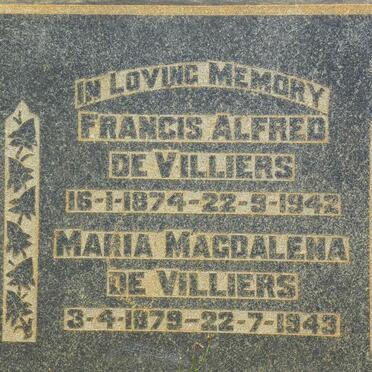 IN LOVING MEMORY
FRANCIS ALFRED
DE VILLIERS
16-1-1874-22-9-1942
MARIA MAGDALENA
DE VILLIERS
3-4-1879-22-7-1943